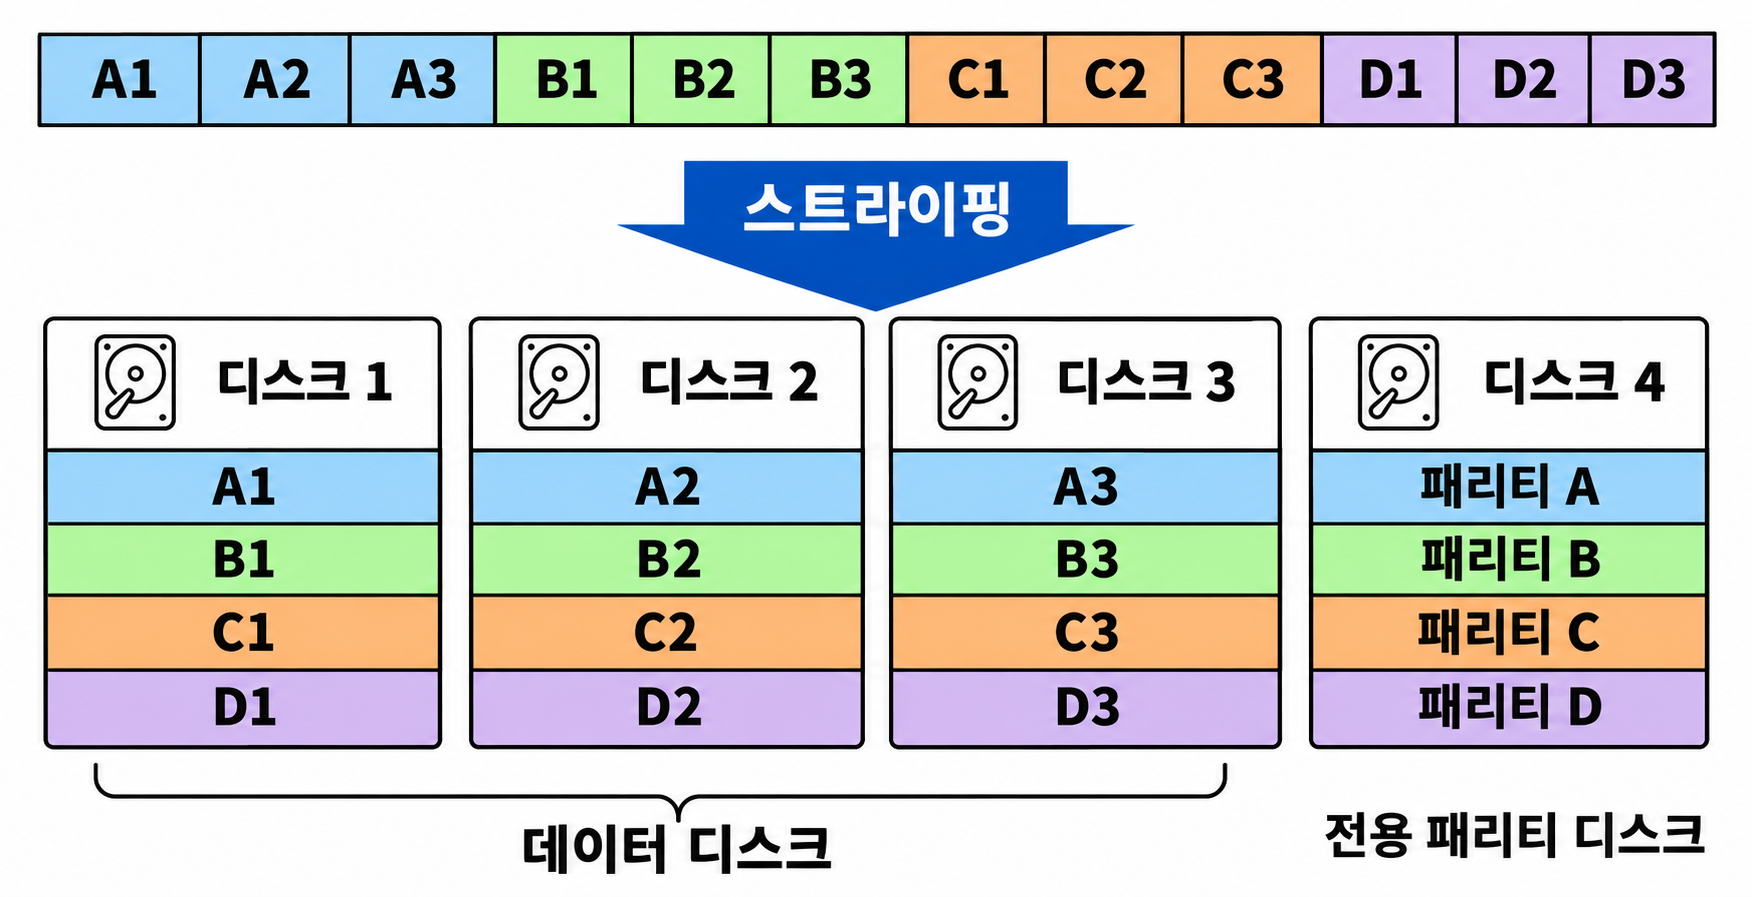 A1 A2 A3 B1 B2 B3 C1 C2 C3 D1 D2 D3
스트라이핑
디스크 1
A1
B1
C1
D1
디스크 2
A2
B2
C2
D2
디스크 3
A3
B3
C3
D3
디스크 4
패리티 A
패리티 B
패리티 C
패리티 D
데이터 디스크
전용 패리티 디스크